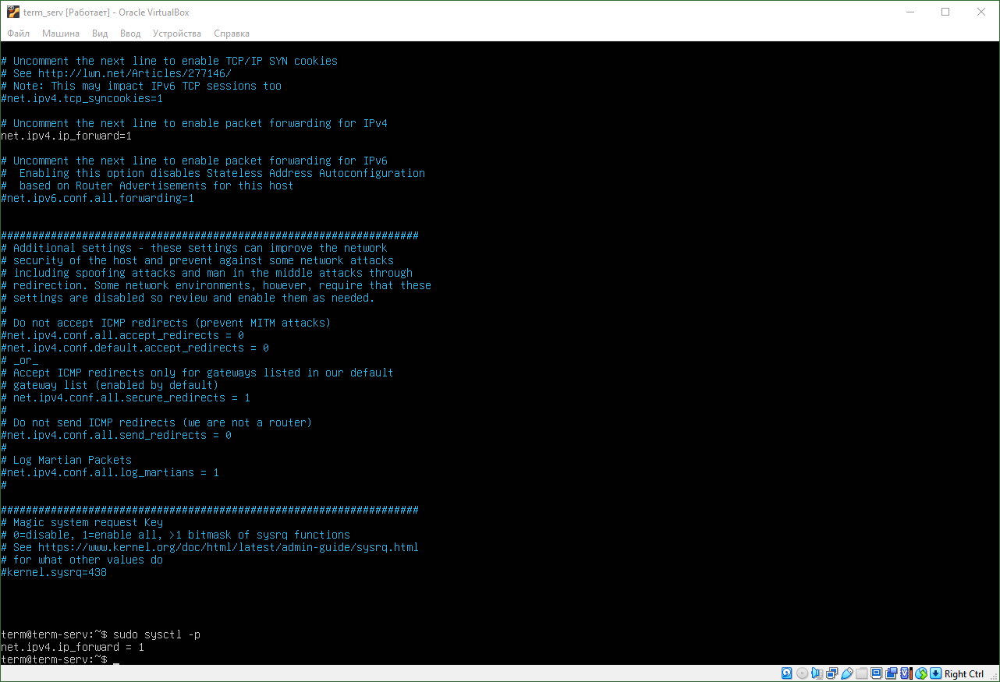 term_serv [Работает] - Oracle VirtualBox
Файл Машина Вид Ввод Устройства Справка
# Uncomment the next line to enable TCP/IP SYN cookies
# See http://lwn.net/Articles/277146/
# Note: This may impact IPv6 TCP sessions too
#net.ipv4.tcp_syncookies=1
# Uncomment the next line to enable packet forwarding for IPv4
net.ipv4.ip_forward=1
# Uncomment the next line to enable packet forwarding for IPv6
#  Enabling this option disables Stateless Address Autoconfiguration
#  based on Router Advertisements for this host
#net.ipv6.conf.all.forwarding=1
###################################################################
# Additional settings - these settings can improve the network
# security of the host and prevent against some network attacks
# including spoofing attacks and man in the middle attacks through
# redirection. Some network environments, however, require that these
# settings are disabled so review and enable them as needed.
#
# Do not accept ICMP redirects (prevent MITM attacks)
#net.ipv4.conf.all.accept_redirects = 0
#net.ipv4.conf.default.accept_redirects = 0
# _or_
# Accept ICMP redirects only for gateways listed in our default
# gateway list (enabled by default)
# net.ipv4.conf.all.secure_redirects = 1
#
# Do not send ICMP redirects (we are not a router)
#net.ipv4.conf.all.send_redirects = 0
#
# Log Martian Packets
#net.ipv4.conf.all.log_martians = 1
#
###################################################################
# Magic system request Key
# 0=disable, 1=enable all, >1 bitmask of sysrq functions
# See https://www.kernel.org/doc/html/latest/admin-guide/sysrq.html
# for what other values do
#kernel.sysrq=438
term@term-serv:~$ sudo sysctl -p
net.ipv4.ip_forward = 1
term@term-serv:~$ _
Right Ctrl